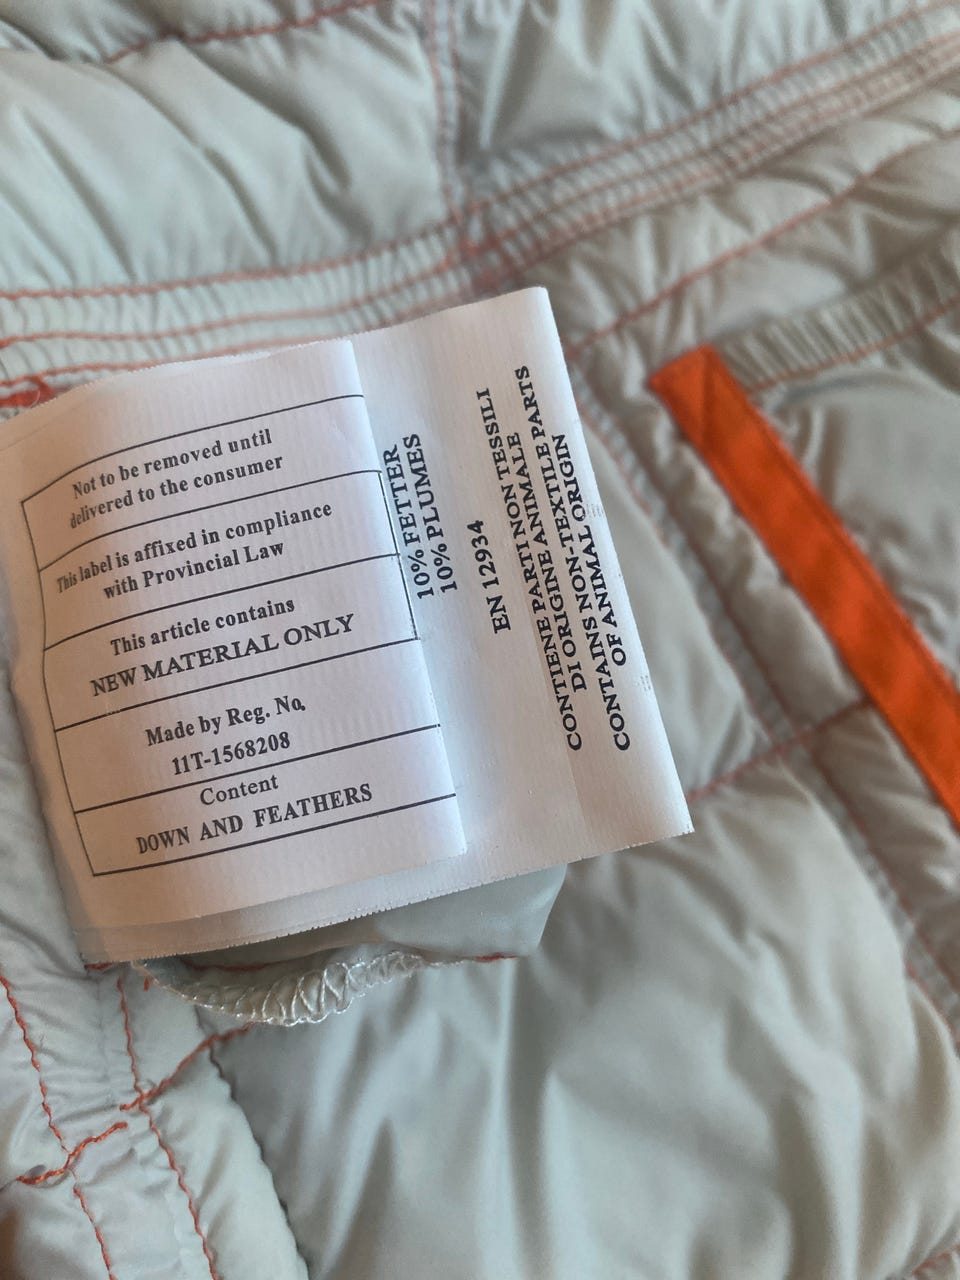 Not to be removed until
delivered to the consumer
This label is affixed in compliance
with Provincial Law
This article contains
NEW MATERIAL ONLY
Made by Reg. No.
11T-1568208
Content
DOWN AND FEATHERS
10% FETTER
10% PLUMES
EN 12934
CONTIENE PARTI NON TESSILI
DI ORIGINE ANIMALE
CONTAINS NON-TEXTILE PARTS
OF ANIMAL ORIGIN